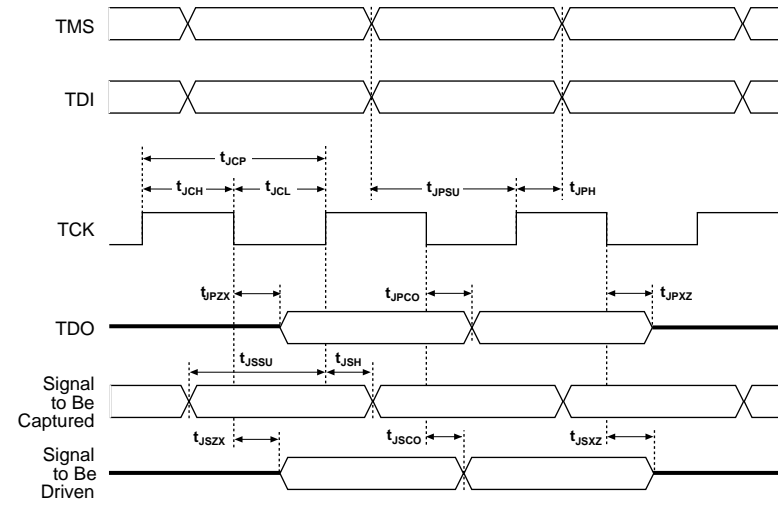 TMS
TDI
tJCP
tJCH tJCL tJPSU tJPH
TCK
tJPZX tJPCO tJPXZ
TDO
tJSSU tJSH
Signal
to Be
Captured
tJSZX tJSCO tJSXZ
Signal
to Be
Driven